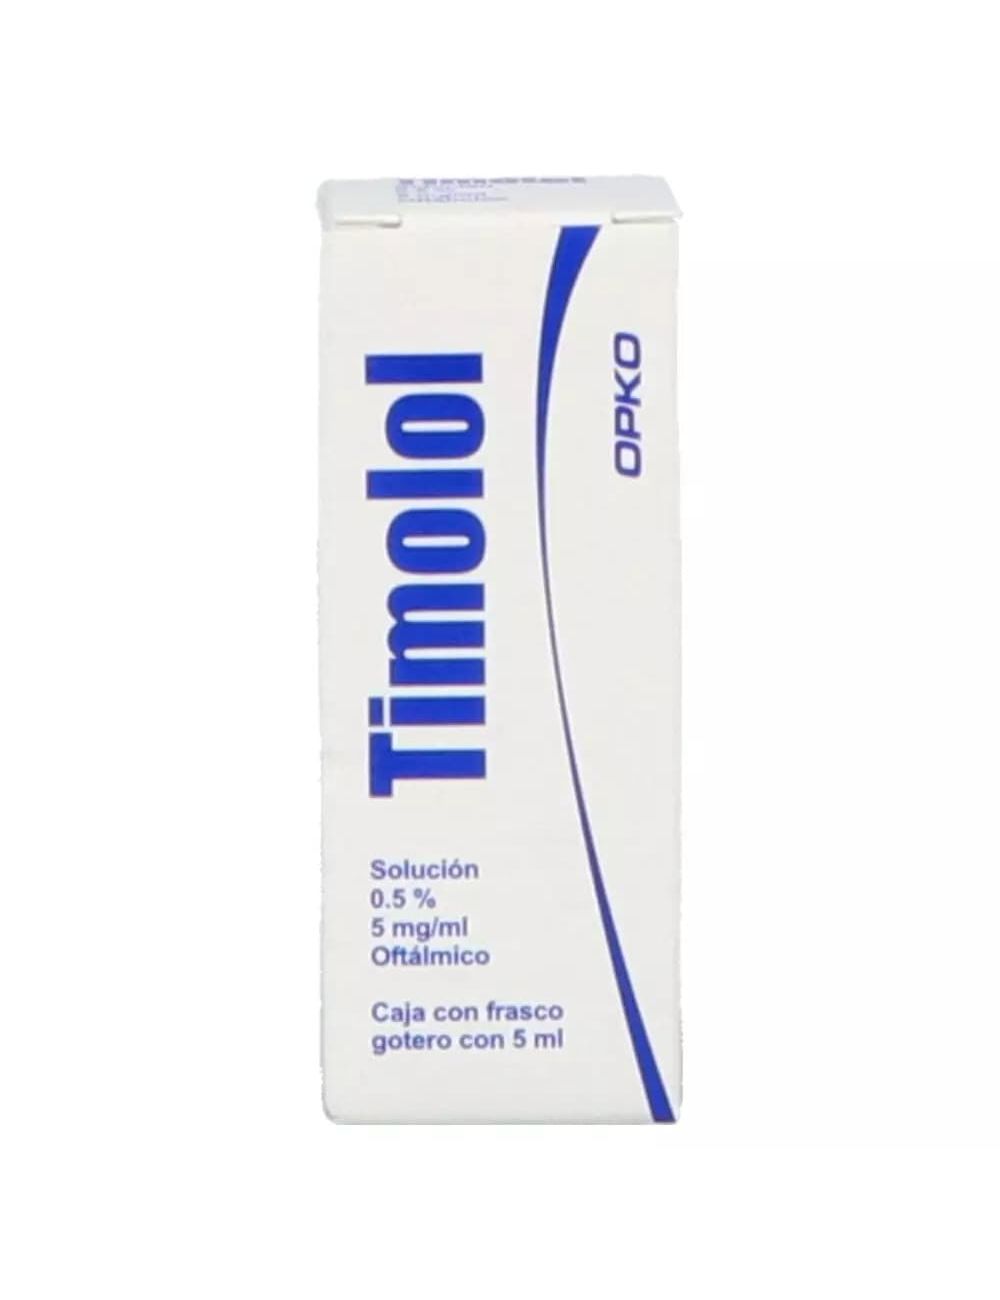 Timolol
OPKO
Solución
0.5 %
5 mg/ml
Oftálmico
Caja con frasco
gotero con 5 ml